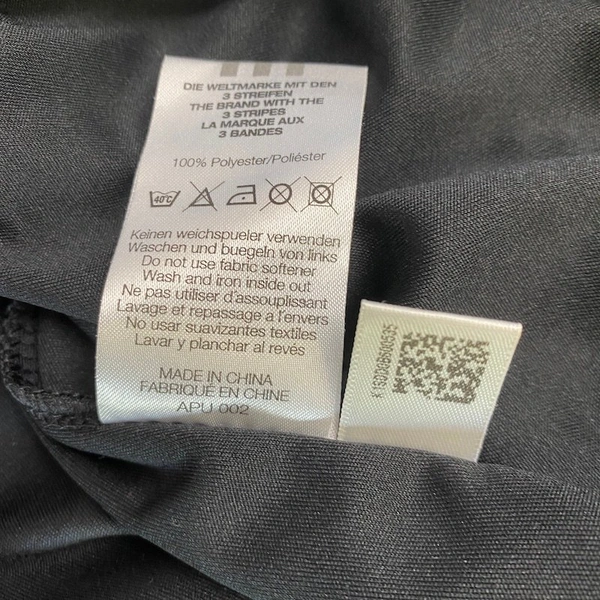 DIE WELTMARKE MIT DEN
3 STREIFEN
THE BRAND WITH THE
3 STRIPES
LA MARQUE AUX
3 BANDES
100% Polyester/Poliéster
40°C
Keinen weichspueler verwenden
Waschen und buegeln von links
Do not use fabric softener
Wash and iron inside out
Ne pas utiliser d'assouplissant
Lavage et repassage a l'envers
No usar suavizantes textiles
Lavar y planchar al revés
MADE IN CHINA
FABRIQUÉ EN CHINE
APU 002